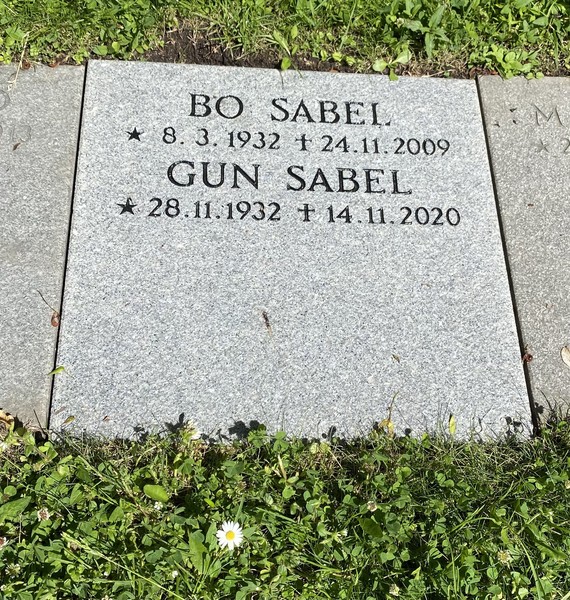 BO SABEL
★ 8.3.1932 † 24.11.2009
GUN SABEL
★ 28.11.1932 † 14.11.2020